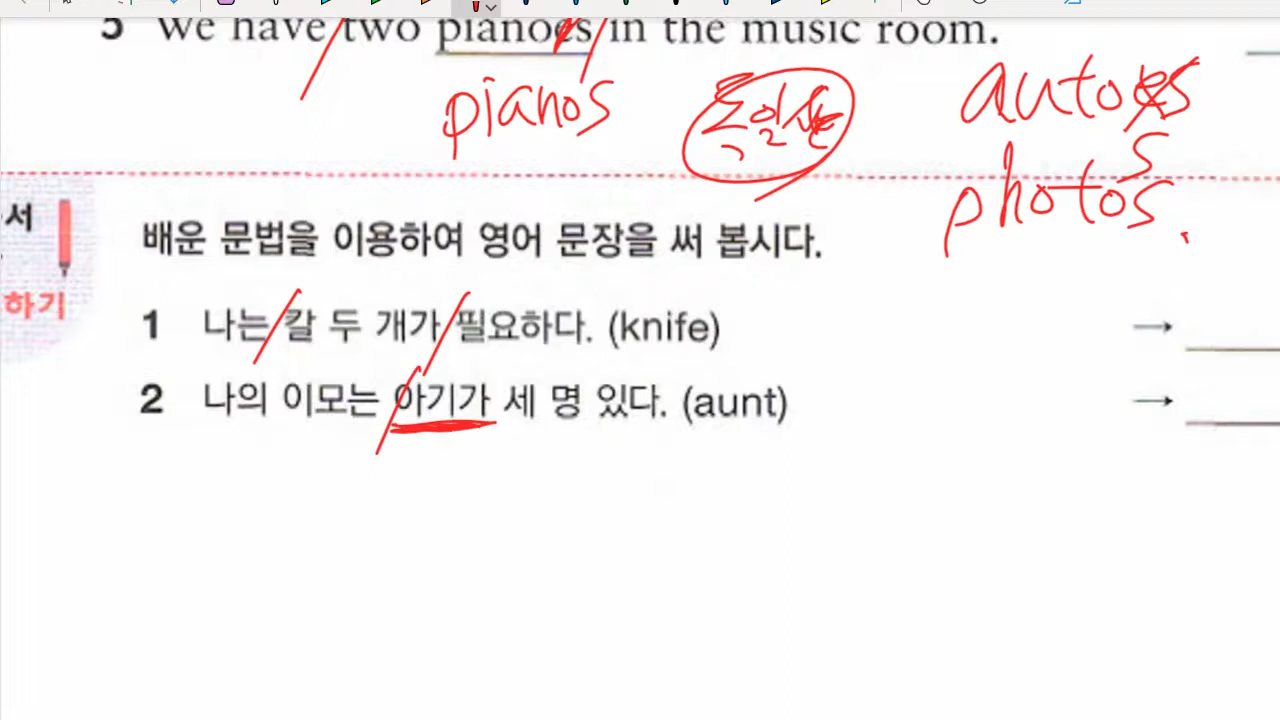 5 We have two pianoes in the music room.
pianos
autos
photos.
서
배운 문법을 이용하여 영어 문장을 써 봅시다.
하기
1 나는 칼 두 개가 필요하다. (knife) →
2 나의 이모는 아기가 세 명 있다. (aunt) →